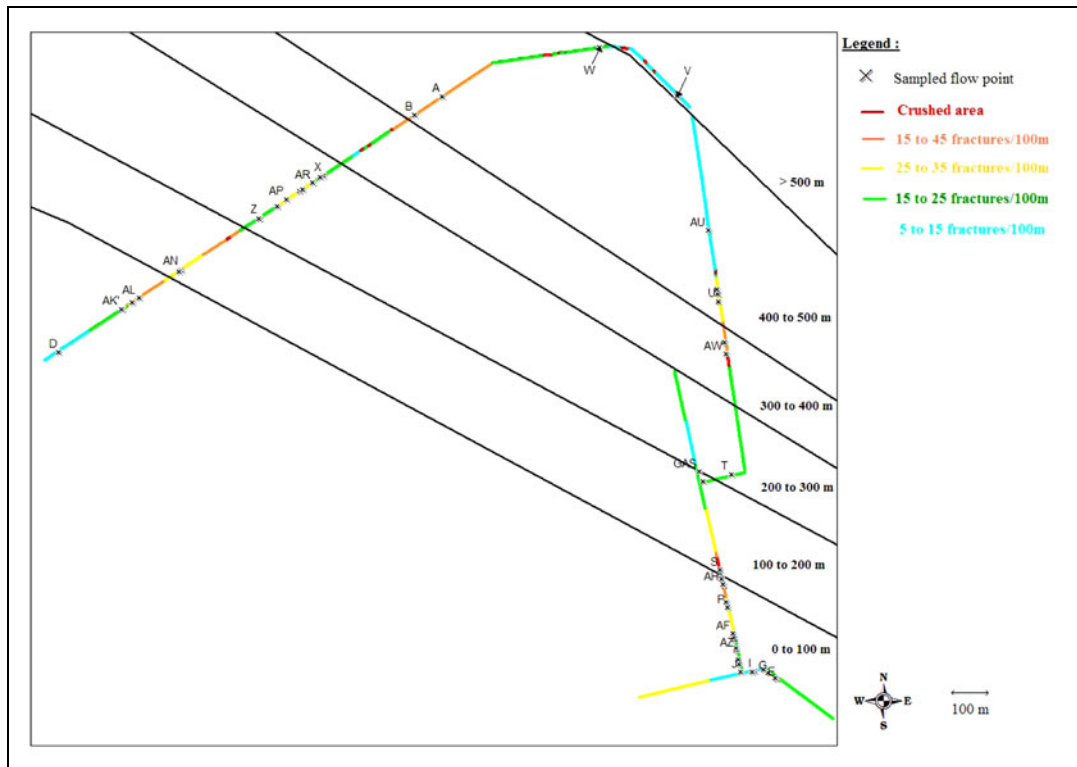 Legend :
Sampled flow point
Crushed area
15 to 45 fractures/100m
25 to 35 fractures/100m
15 to 25 fractures/100m
5 to 15 fractures/100m
W
V
A
B
X
AR
AP
Z
AN
AL
AK'
D
> 500 m
AU
U
400 to 500 m
AW
300 to 400 m
GAS
T
200 to 300 m
100 to 200 m
S
AH
R
AF
AZ
0 to 100 m
J
I
G
E
N
W
E
S
100 m